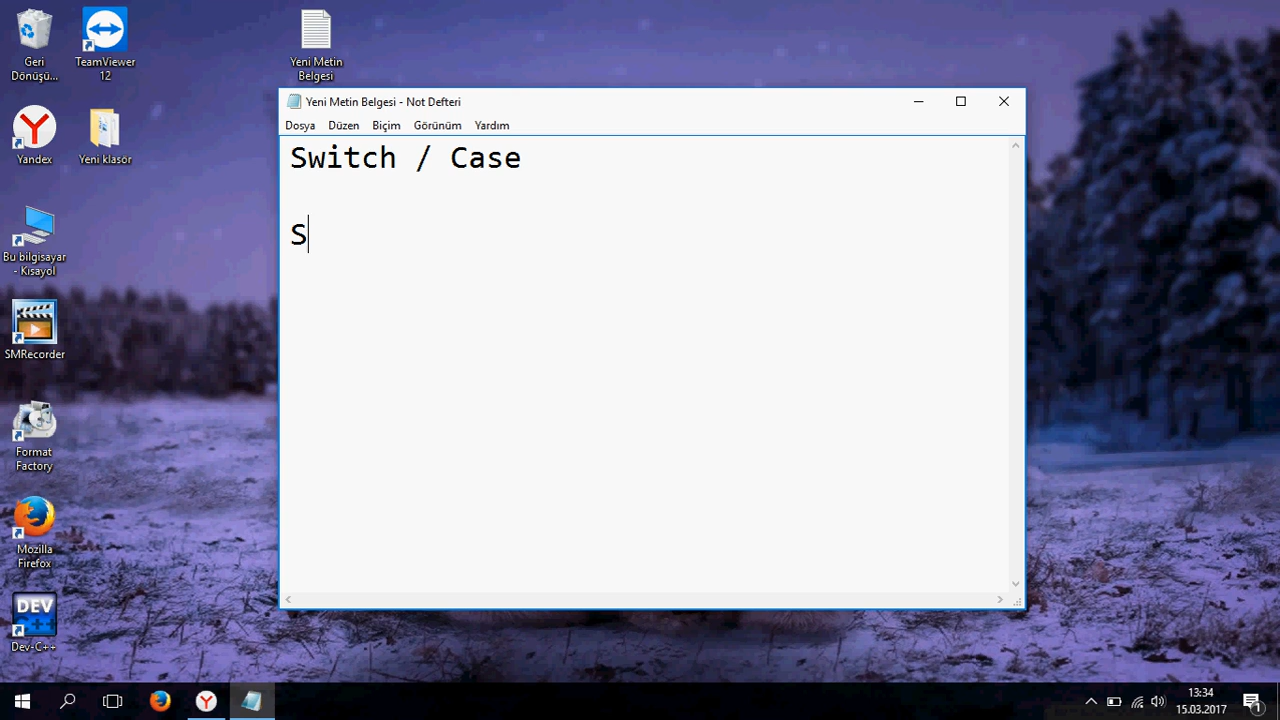 Geri
Dönüşü...
TeamViewer
12
Yeni Metin
Belgesi
Yandex
Yeni klasör
Bu bilgisayar
- Kısayol
SMRecorder
Format
Factory
Mozilla
Firefox
DEV
C++
Dev-C++
Yeni Metin Belgesi - Not Defteri
Dosya Düzen Biçim Görünüm Yardım
Switch / Case
S
13:34
15.03.2017
1